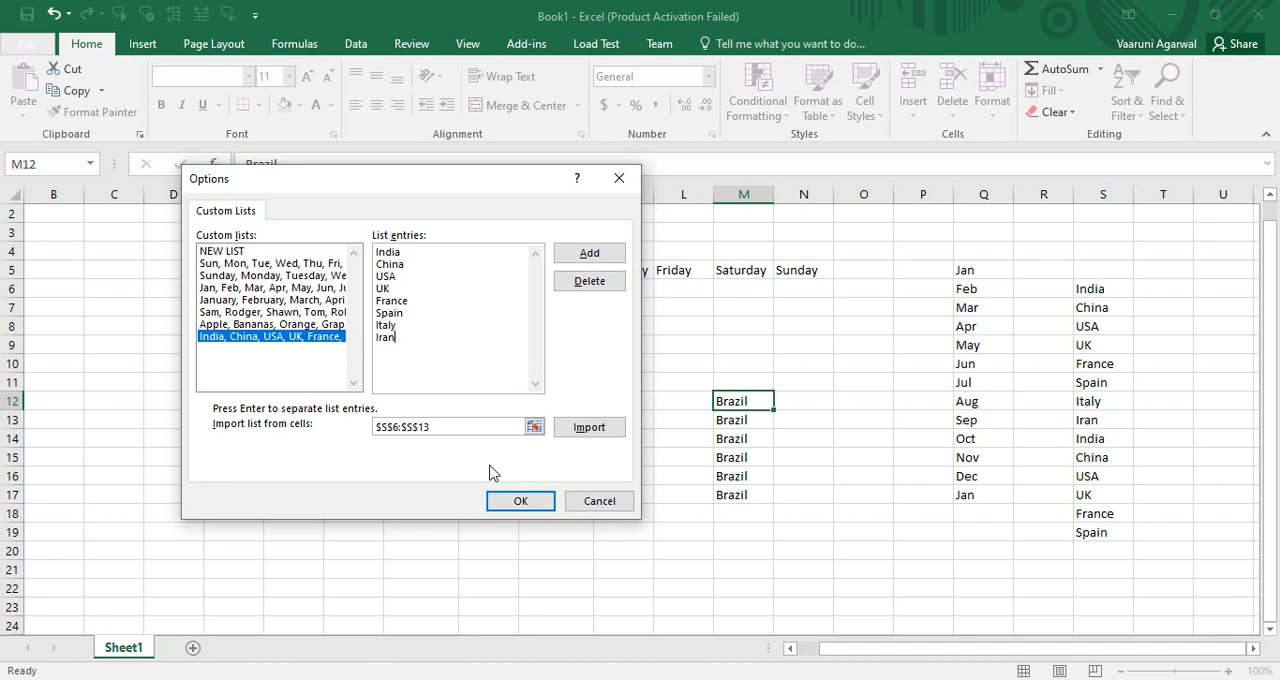 Book1 - Excel (Product Activation Failed)
File Home Insert Page Layout Formulas Data Review View Add-ins Load Test Team Tell me what you want to do... Vaaruni Agarwal Share
Paste Cut Copy Format Painter
Clipboard
11
B I U A
Font
Wrap Text
Merge & Center
Alignment
General
$ % ,
Number
Conditional Formatting Format as Table Cell Styles
Styles
Insert Delete Format
Cells
AutoSum
Fill
Clear
Sort & Filter Find & Select
Editing
M12 Brazil
B C D L M N O P Q R S T U
Options ?
Custom Lists
Custom lists:
NEW LIST
Sun, Mon, Tue, Wed, Thu, Fri,
Sunday, Monday, Tuesday, We
Jan, Feb, Mar, Apr, May, Jun, Ju
January, February, March, Apri
Sam, Rodger, Shawn, Tom, Rol
Apple, Bananas, Orange, Grap
India, China, USA, UK, France,
List entries:
India
China
USA
UK
France
Spain
Italy
Iran
Add
Delete
Press Enter to separate list entries.
Import list from cells: $S$6:$S$13 Import
OK Cancel
2
3
4
5 y Friday Saturday Sunday Jan
6 Feb India
7 Mar China
8 Apr USA
9 May UK
10 Jun France
11 Jul Spain
12 Brazil Aug Italy
13 Brazil Sep Iran
14 Brazil Oct India
15 Brazil Nov China
16 Brazil Dec USA
17 Brazil Jan UK
18 France
19 Spain
20
21
22
23
24
Sheet1
Ready 100%